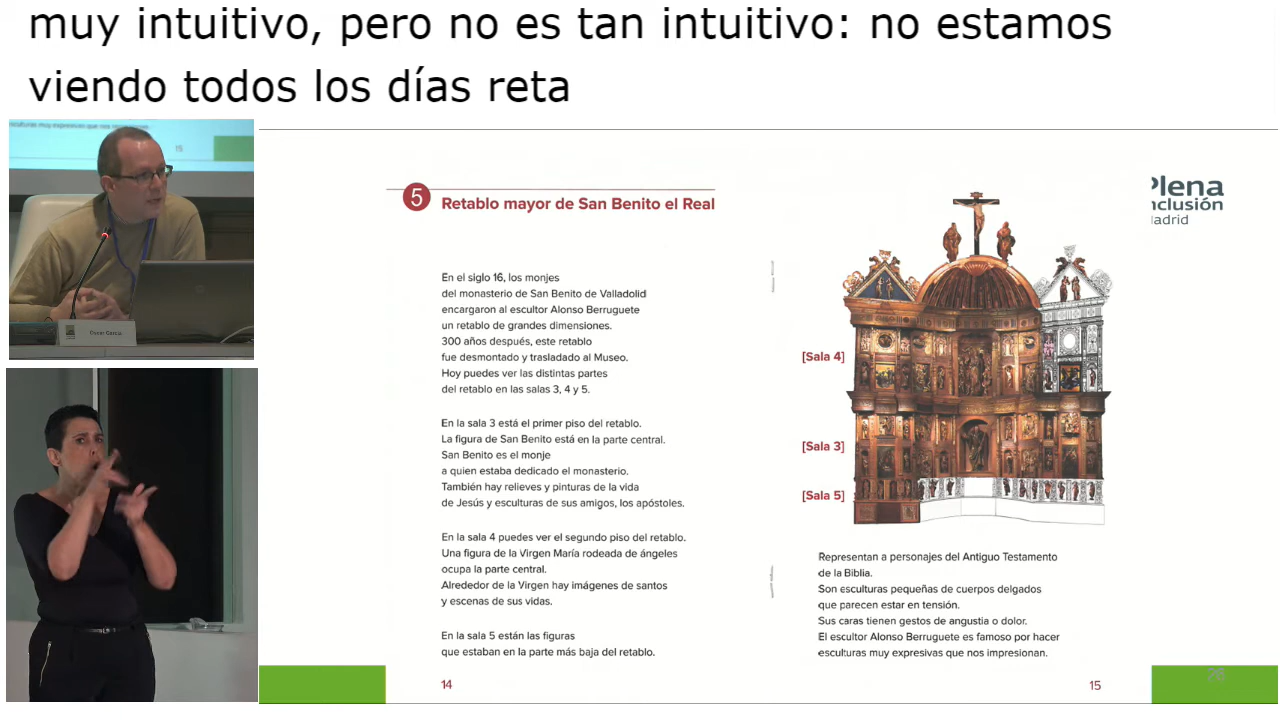 muy intuitivo, pero no es tan intuitivo: no estamos
viendo todos los días reta
15
Óscar García
5
Retablo mayor de San Benito el Real
En el siglo 16, los monjes
del monasterio de San Benito de Valladolid
encargaron al escultor Alonso Berruguete
un retablo de grandes dimensiones.
300 años después, este retablo
fue desmontado y trasladado al Museo.
Hoy puedes ver las distintas partes
del retablo en las salas 3, 4 y 5.
En la sala 3 está el primer piso del retablo.
La figura de San Benito está en la parte central.
San Benito es el monje
a quien estaba dedicado el monasterio.
También hay relieves y pinturas de la vida
de Jesús y esculturas de sus amigos, los apóstoles.
En la sala 4 puedes ver el segundo piso del retablo.
Una figura de la Virgen María rodeada de ángeles
ocupa la parte central.
Alrededor de la Virgen hay imágenes de santos
y escenas de sus vidas.
En la sala 5 están las figuras
que estaban en la parte más baja del retablo.
14
[Sala 4]
[Sala 3]
[Sala 5]
Representan a personajes del Antiguo Testamento
de la Biblia.
Son esculturas pequeñas de cuerpos delgados
que parecen estar en tensión.
Sus caras tienen gestos de angustia o dolor.
El escultor Alonso Berruguete es famoso por hacer
esculturas muy expresivas que nos impresionan.
15
Plena
inclusión
Madrid
26